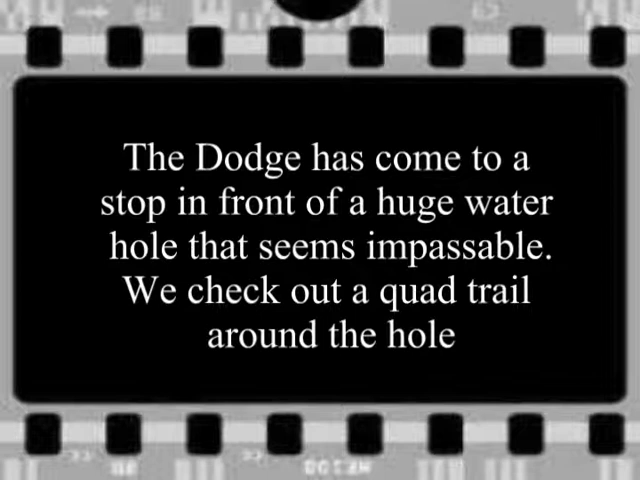 The Dodge has come to a
stop in front of a huge water
hole that seems impassable.
We check out a quad trail
around the hole